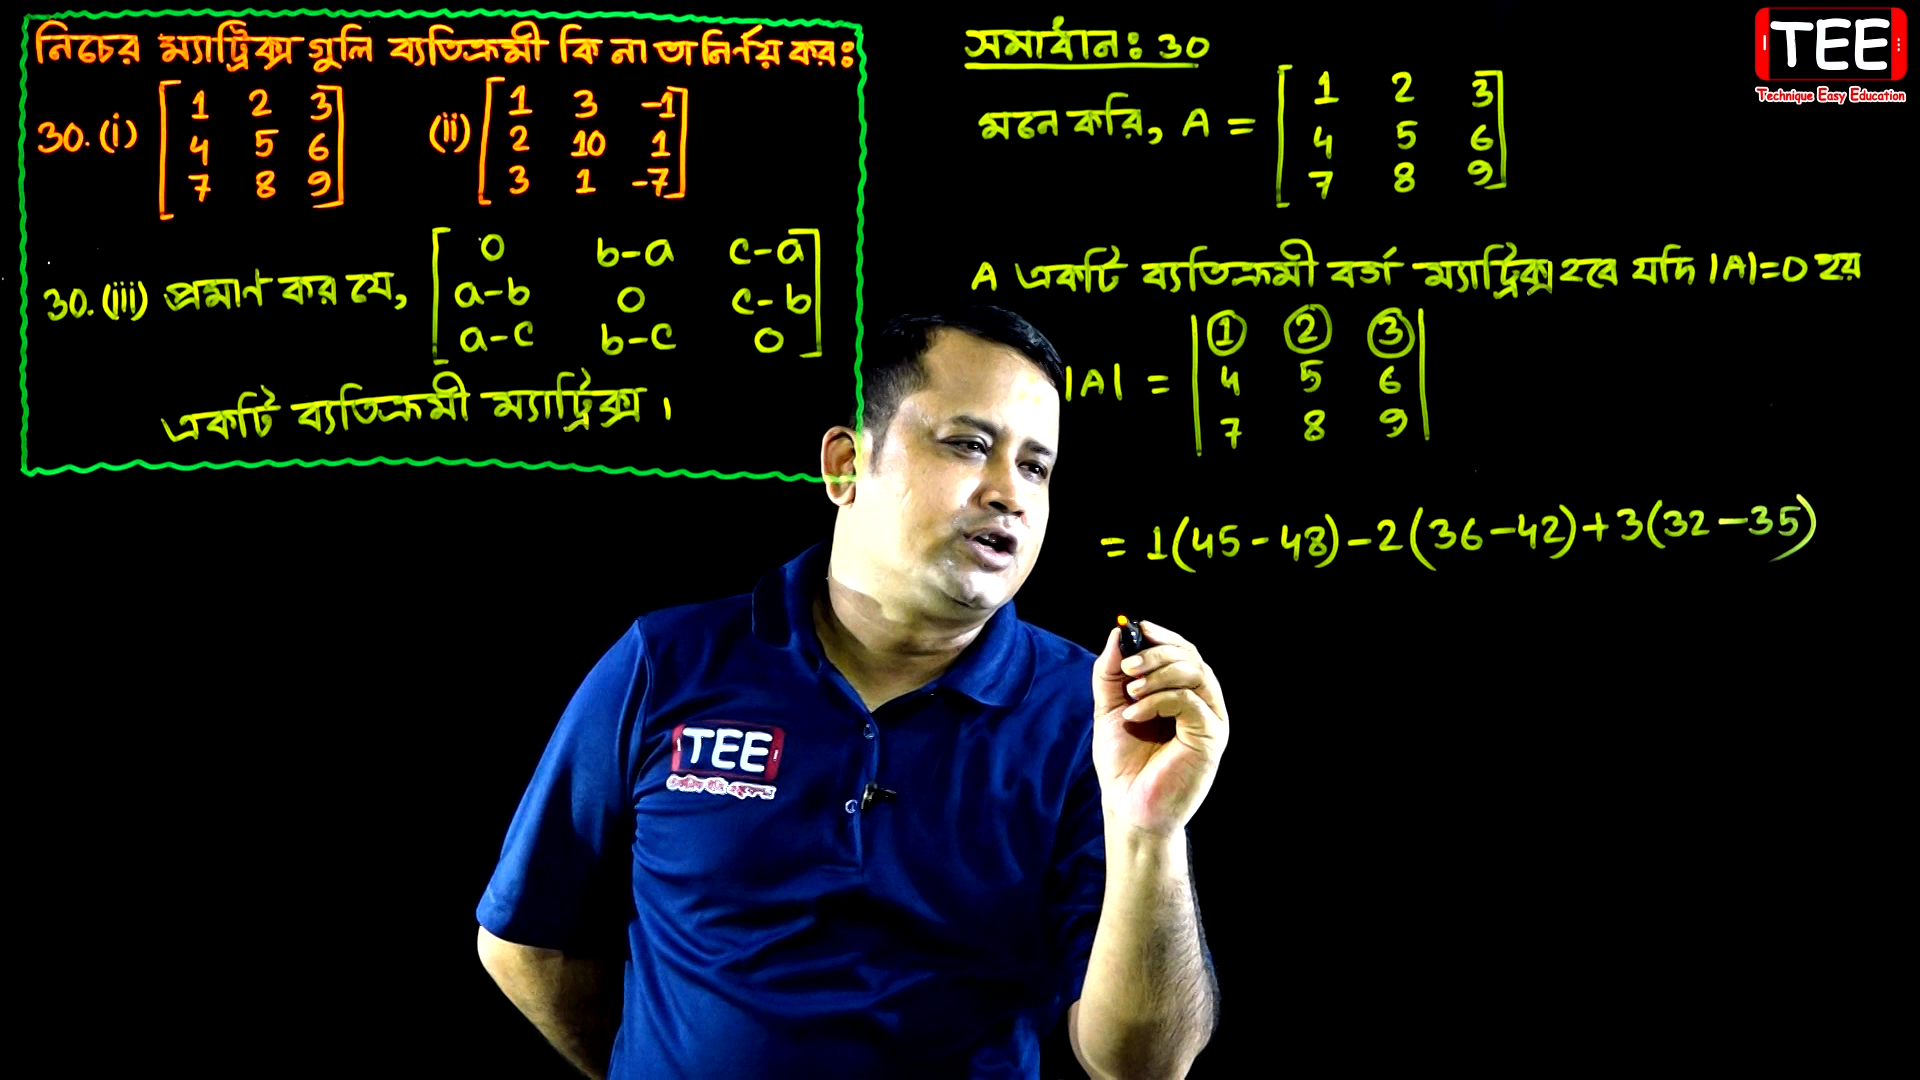 নিচের ম্যাট্রিক্স গুলি ব্যতিক্রমী কি না তা নির্ণয় কর:
30.(i) [1 2 3
4 5 6
7 8 9]
(ii) [1 3 -1
2 10 1
3 1 -7]
30.(iii) প্রমাণ কর যে, [0 b-a c-a
a-b 0 c-b
a-c b-c 0]
একটি ব্যতিক্রমী ম্যাট্রিক্স।
সমাধান: 30
মনে করি, A = [1 2 3
4 5 6
7 8 9]
A একটি ব্যতিক্রমী বর্গ ম্যাট্রিক্স হবে যদি |A|=0 হয়
|A| = |1 2 3
4 5 6
7 8 9|
= 1(45-48)-2(36-42)+3(32-35)
TEE
Technique Easy Education
TEE